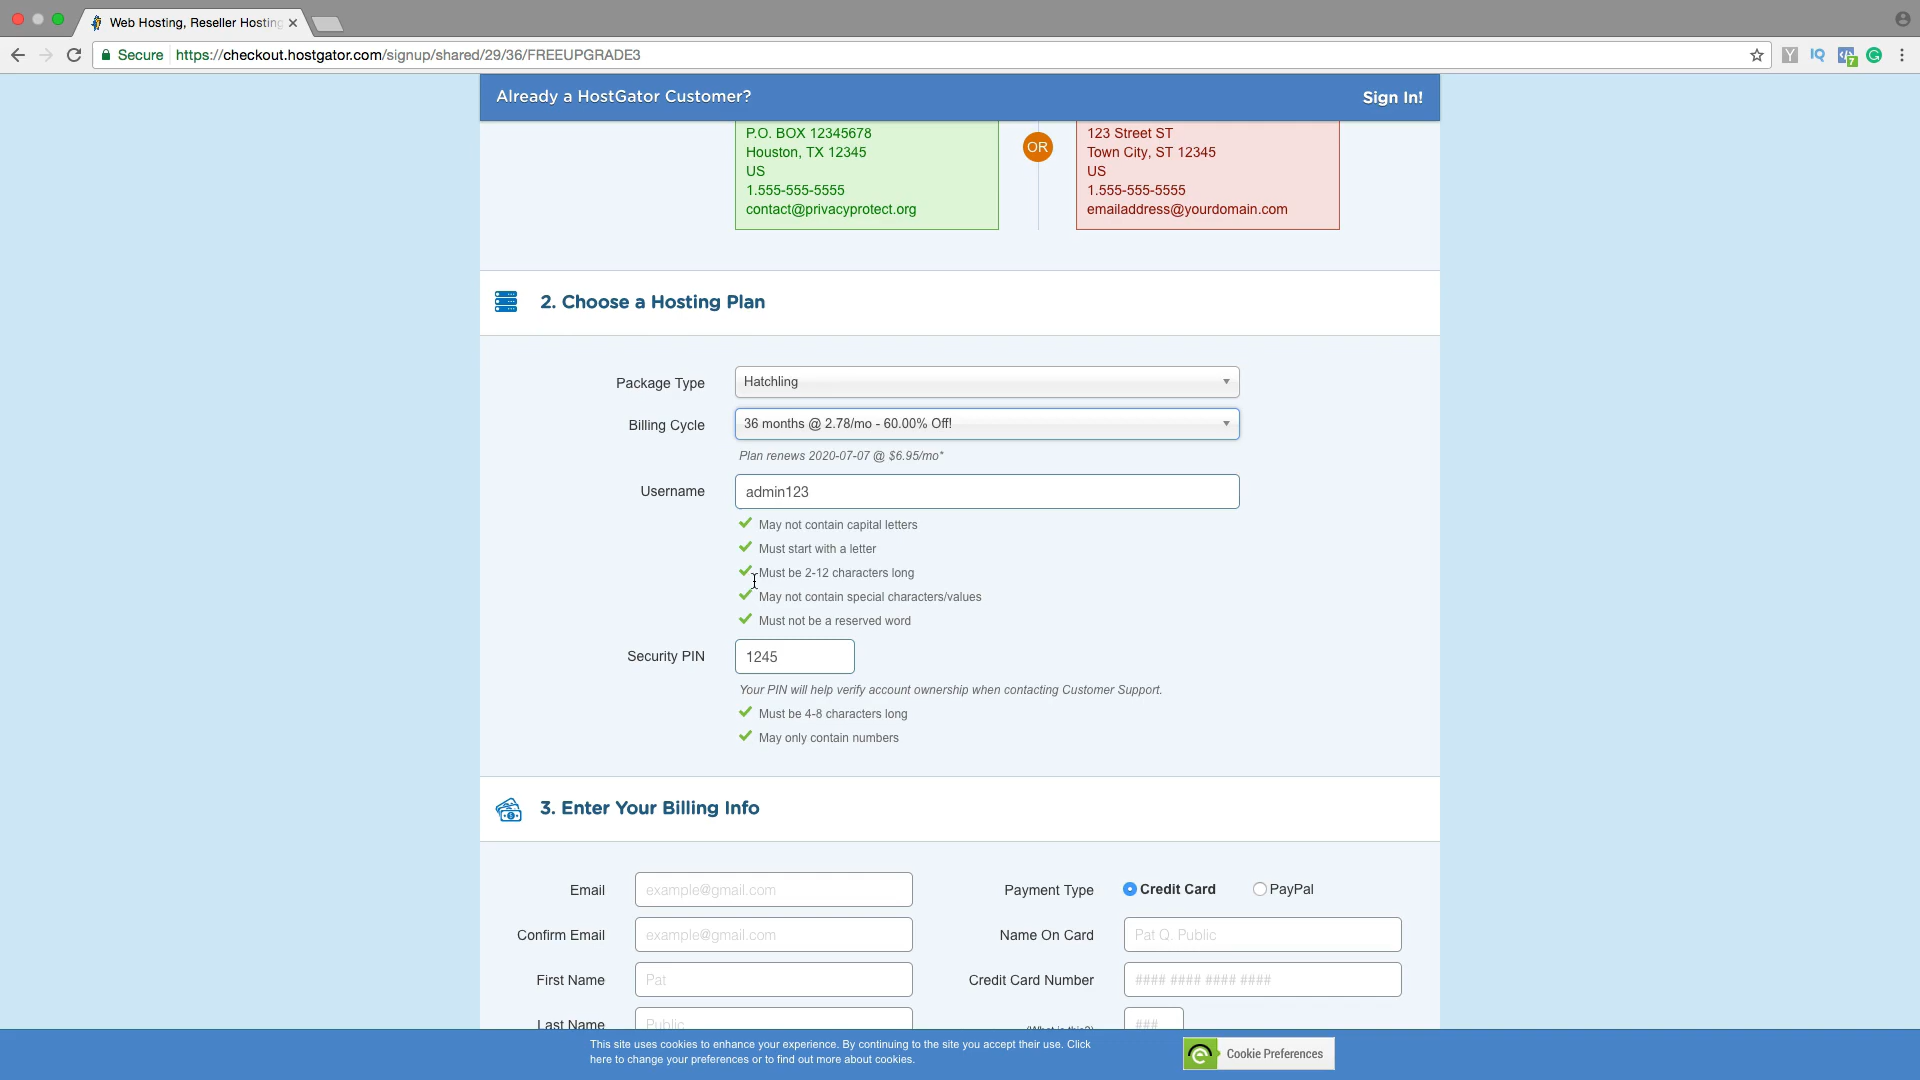 Web Hosting, Reseller Hosting
Secure https://checkout.hostgator.com/signup/shared/29/36/FREEUPGRADE3
Y IQ 7 G
Already a HostGator Customer? Sign In!
P.O. BOX 12345678
Houston, TX 12345
US
1.555-555-5555
contact@privacyprotect.org
OR
123 Street ST
Town City, ST 12345
US
1.555-555-5555
emailaddress@yourdomain.com
2. Choose a Hosting Plan
Package Type Hatchling
Billing Cycle 36 months @ 2.78/mo - 60.00% Off!
Plan renews 2020-07-07 @ $6.95/mo*
Username admin123
May not contain capital letters
Must start with a letter
Must be 2-12 characters long
May not contain special characters/values
Must not be a reserved word
Security PIN 1245
Your PIN will help verify account ownership when contacting Customer Support.
Must be 4-8 characters long
May only contain numbers
3. Enter Your Billing Info
Email example@gmail.com Payment Type Credit Card PayPal
Confirm Email example@gmail.com Name On Card Pat Q. Public
First Name Pat Credit Card Number #### #### #### ####
Last Name Public (What is this?) ###
This site uses cookies to enhance your experience. By continuing to the site you accept their use. Click
here to change your preferences or to find out more about cookies.
Cookie Preferences